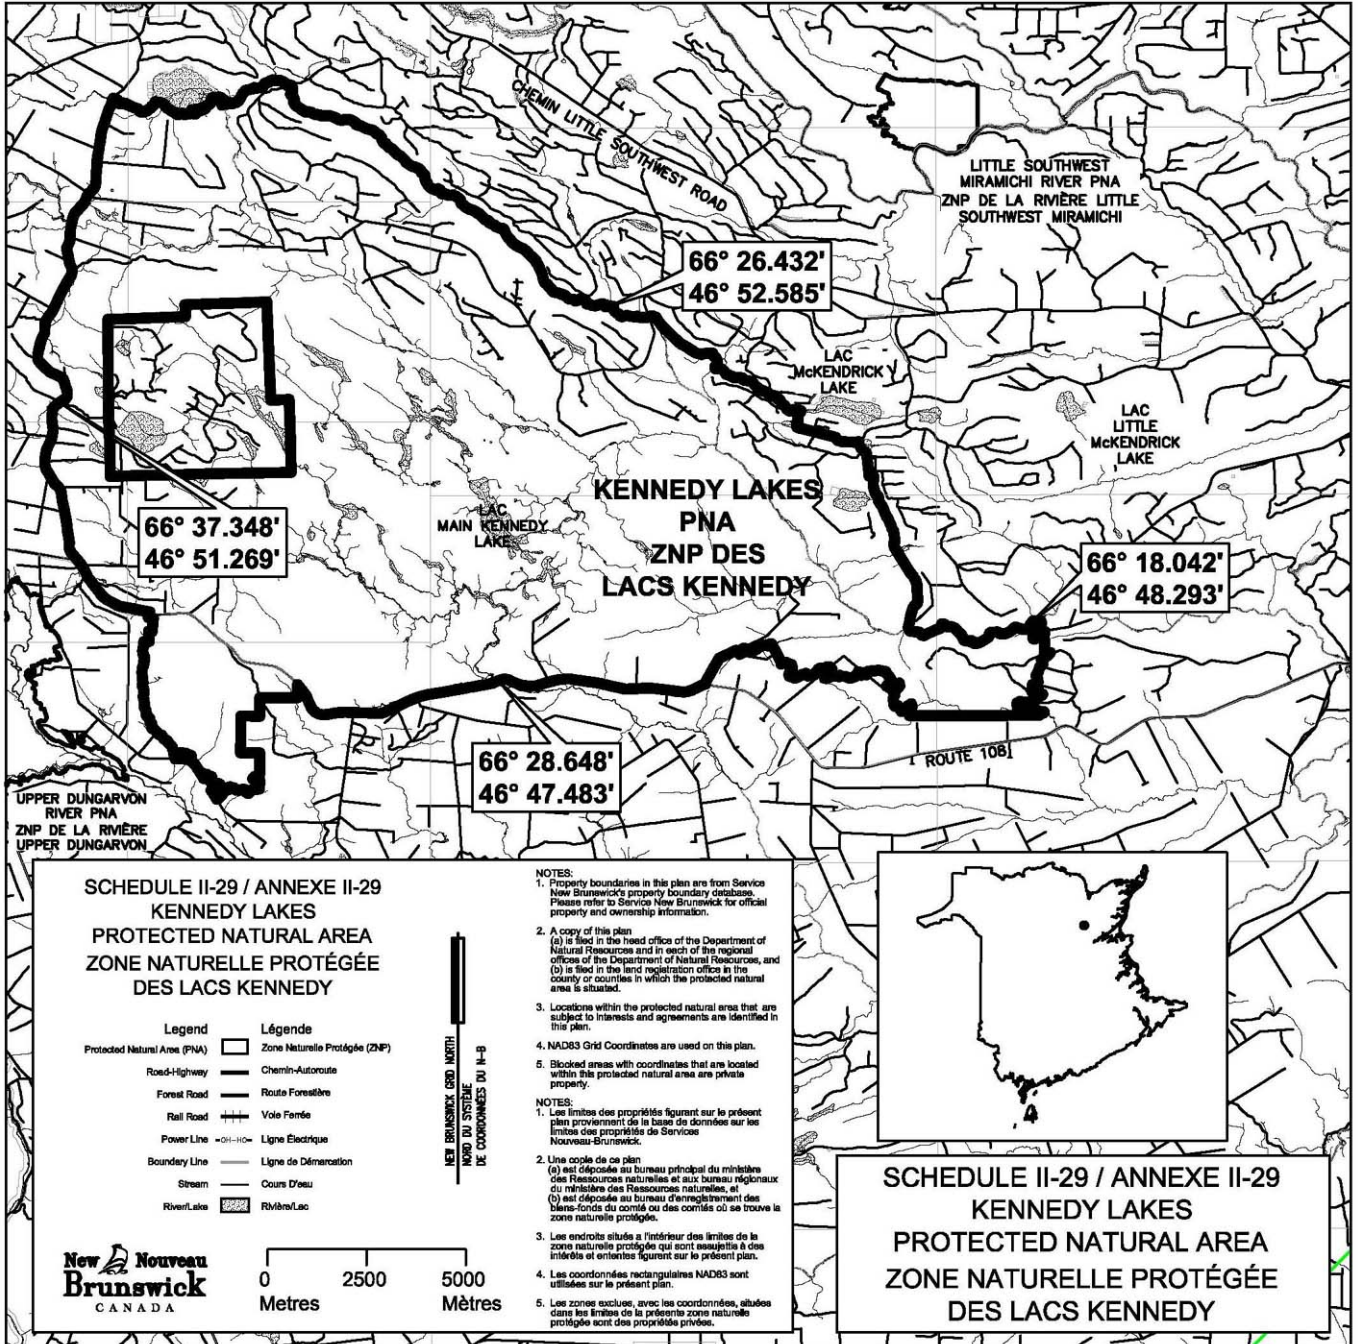 CHEMIN LITTLE SOUTHWEST ROAD
LITTLE SOUTHWEST
MIRAMICHI RIVER PNA
ZNP DE LA RIVIÈRE LITTLE
SOUTHWEST MIRAMICHI
66° 26.432'
46° 52.585'
LAC
McKENDRICK
LAKE
LAC
LITTLE
McKENDRICK
LAKE
KENNEDY LAKES
PNA
ZNP DES
LACS KENNEDY
LAC
MAIN KENNEDY
LAKE
66° 37.348'
46° 51.269'
66° 18.042'
46° 48.293'
66° 28.648'
46° 47.483'
ROUTE 108
UPPER DUNGARVON
RIVER PNA
ZNP DE LA RIVIÈRE
UPPER DUNGARVON
SCHEDULE II-29 / ANNEXE II-29
KENNEDY LAKES
PROTECTED NATURAL AREA
ZONE NATURELLE PROTÉGÉE
DES LACS KENNEDY
Legend Légende
Protected Natural Area (PNA) Zone Naturelle Protégée (ZNP)
Road-Highway Chemin-Autoroute
Forest Road Route Forestière
Rail Road Voie Ferrée
Power Line -OH-HO- Ligne Électrique
Boundary Line Ligne de Démarcation
Stream Cours D'eau
River/Lake Rivière/Lac
NEW BRUNSWICK GRID NORTH
NORD DU SYSTÈME
DE COORDONNÉES DU N-B
New Nouveau
Brunswick
CANADA
0 2500 5000
Metres Mètres
NOTES:
1. Property boundaries in this plan are from Service
New Brunswick's property boundary database.
Please refer to Service New Brunswick for official
property and ownership information.
2. A copy of this plan
(a) is filed in the head office of the Department of
Natural Resources and in each of the regional
offices of the Department of Natural Resources, and
(b) is filed in the land registration office in the
county or counties in which the protected natural
area is situated.
3. Locations within the protected natural area that are
subject to interests and agreements are identified in
this plan.
4. NAD83 Grid Coordinates are used on this plan.
5. Blocked areas with coordinates that are located
within this protected natural area are private
property.
NOTES:
1. Les limites des propriétés figurant sur le présent
plan proviennent de la base de données sur les
limites des propriétés de Services
Nouveau-Brunswick.
2. Une copie de ce plan
(a) est déposée au bureau principal du ministère
des Ressources naturelles et aux bureau régionaux
du ministère des Ressources naturelles, et
(b) est déposée au bureau d'enregistrement des
biens-fonds du comté ou des comtés où se trouve la
zone naturelle protégée.
3. Les endroits situés a l'intérieur des limites de la
zone naturelle protégée qui sont assujettis à des
intérêts et ententes figurent sur le présent plan.
4. Les coordonnées rectangulaires NAD83 sont
utilisées sur le présent plan.
5. Les zones exclues, avec les coordonnées, situées
dans les limites de la présente zone naturelle
protégée sont des propriétés privées.
SCHEDULE II-29 / ANNEXE II-29
KENNEDY LAKES
PROTECTED NATURAL AREA
ZONE NATURELLE PROTÉGÉE
DES LACS KENNEDY